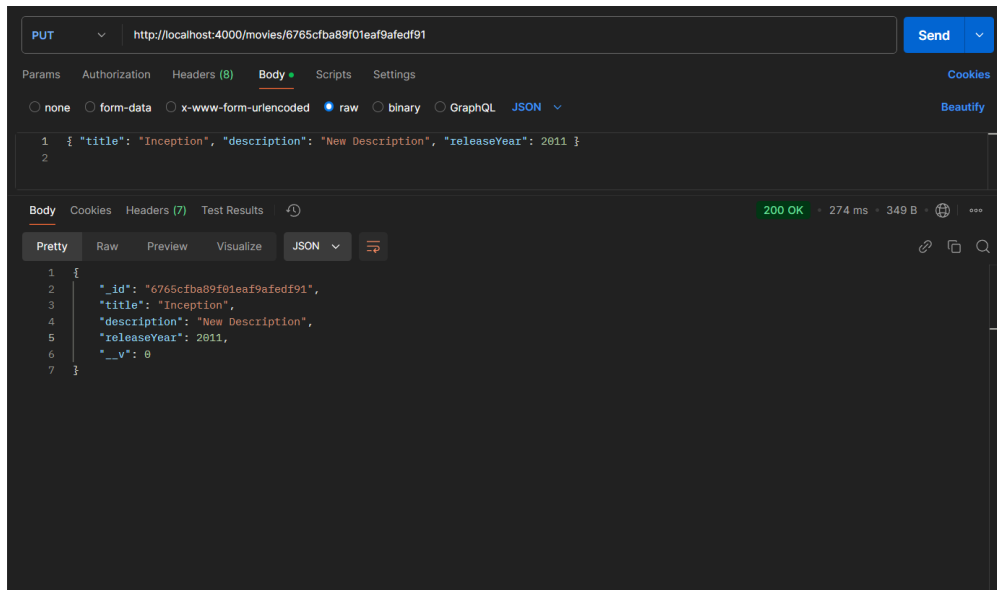 PUT http://localhost:4000/movies/6765cfba89f01eaf9afedf91 Send
Params Authorization Headers (8) Body Scripts Settings Cookies
none form-data x-www-form-urlencoded raw binary GraphQL JSON Beautify
1 { "title": "Inception", "description": "New Description", "releaseYear": 2011 }
2
Body Cookies Headers (7) Test Results 200 OK 274 ms 349 B
Pretty Raw Preview Visualize JSON
1 {
2 "_id": "6765cfba89f01eaf9afedf91",
3 "title": "Inception",
4 "description": "New Description",
5 "releaseYear": 2011,
6 "__v": 0
7 }